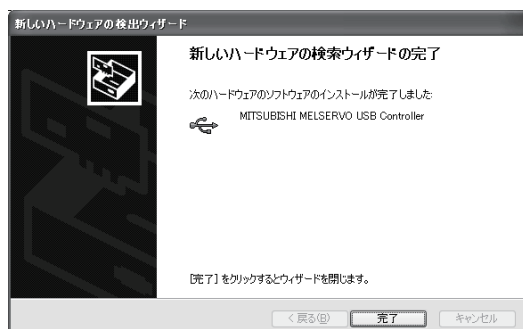 新しいハードウェアの検出ウィザード
新しいハードウェアの検索ウィザードの完了
次のハードウェアのソフトウェアのインストールが完了しました:
MITSUBISHI MELSERVO USB Controller
[完了] をクリックするとウィザードを閉じます。
< 戻る(B) 完了 キャンセル